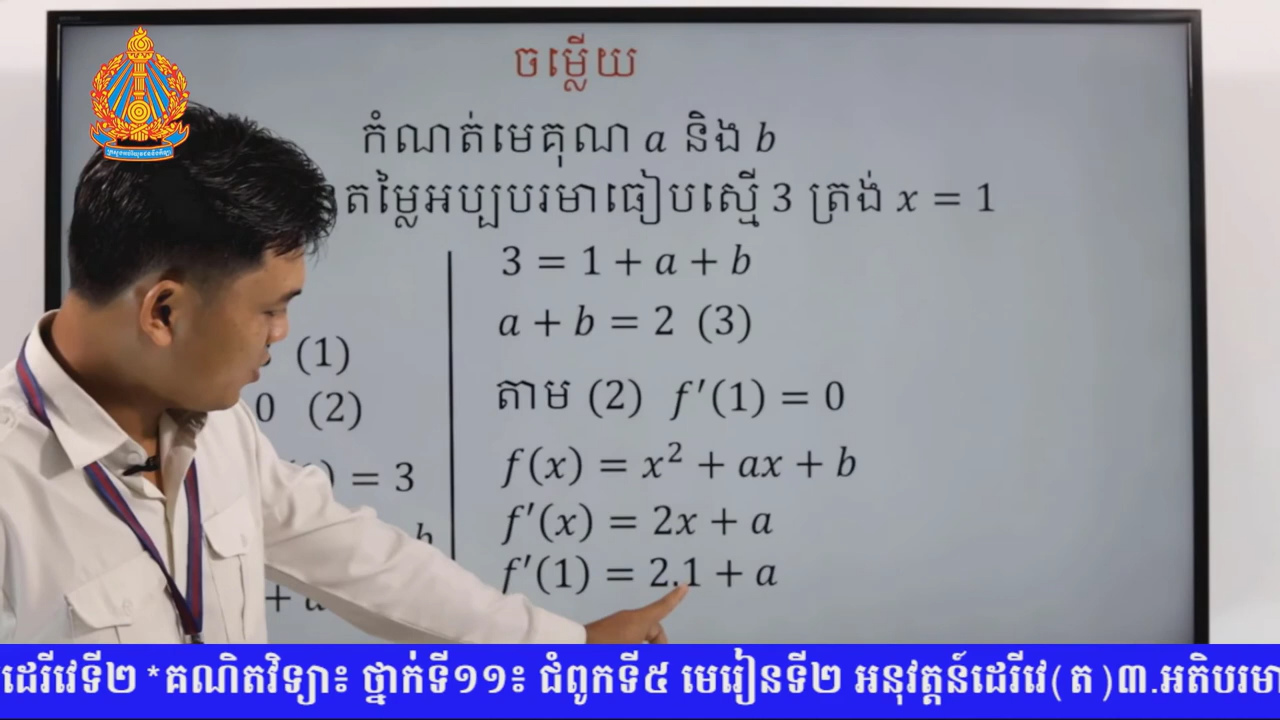 ចម្លើយ
កំណត់មេគុណ a និង b
តម្លៃអប្បបរមាធៀបស្មើ 3 ត្រង់ x = 1
(1)
0 (2)
) = 3
b
+ a
3 = 1 + a + b
a + b = 2 (3)
តាម (2) f′(1) = 0
f(x) = x² + ax + b
f′(x) = 2x + a
f′(1) = 2.1 + a
ដេរីវេទី២ *គណិតវិទ្យា៖ ថ្នាក់ទី១១៖ ជំពូកទី៥ មេរៀនទី២ អនុវត្តន៍ដេរីវេ(ត)៣.អតិបរមា